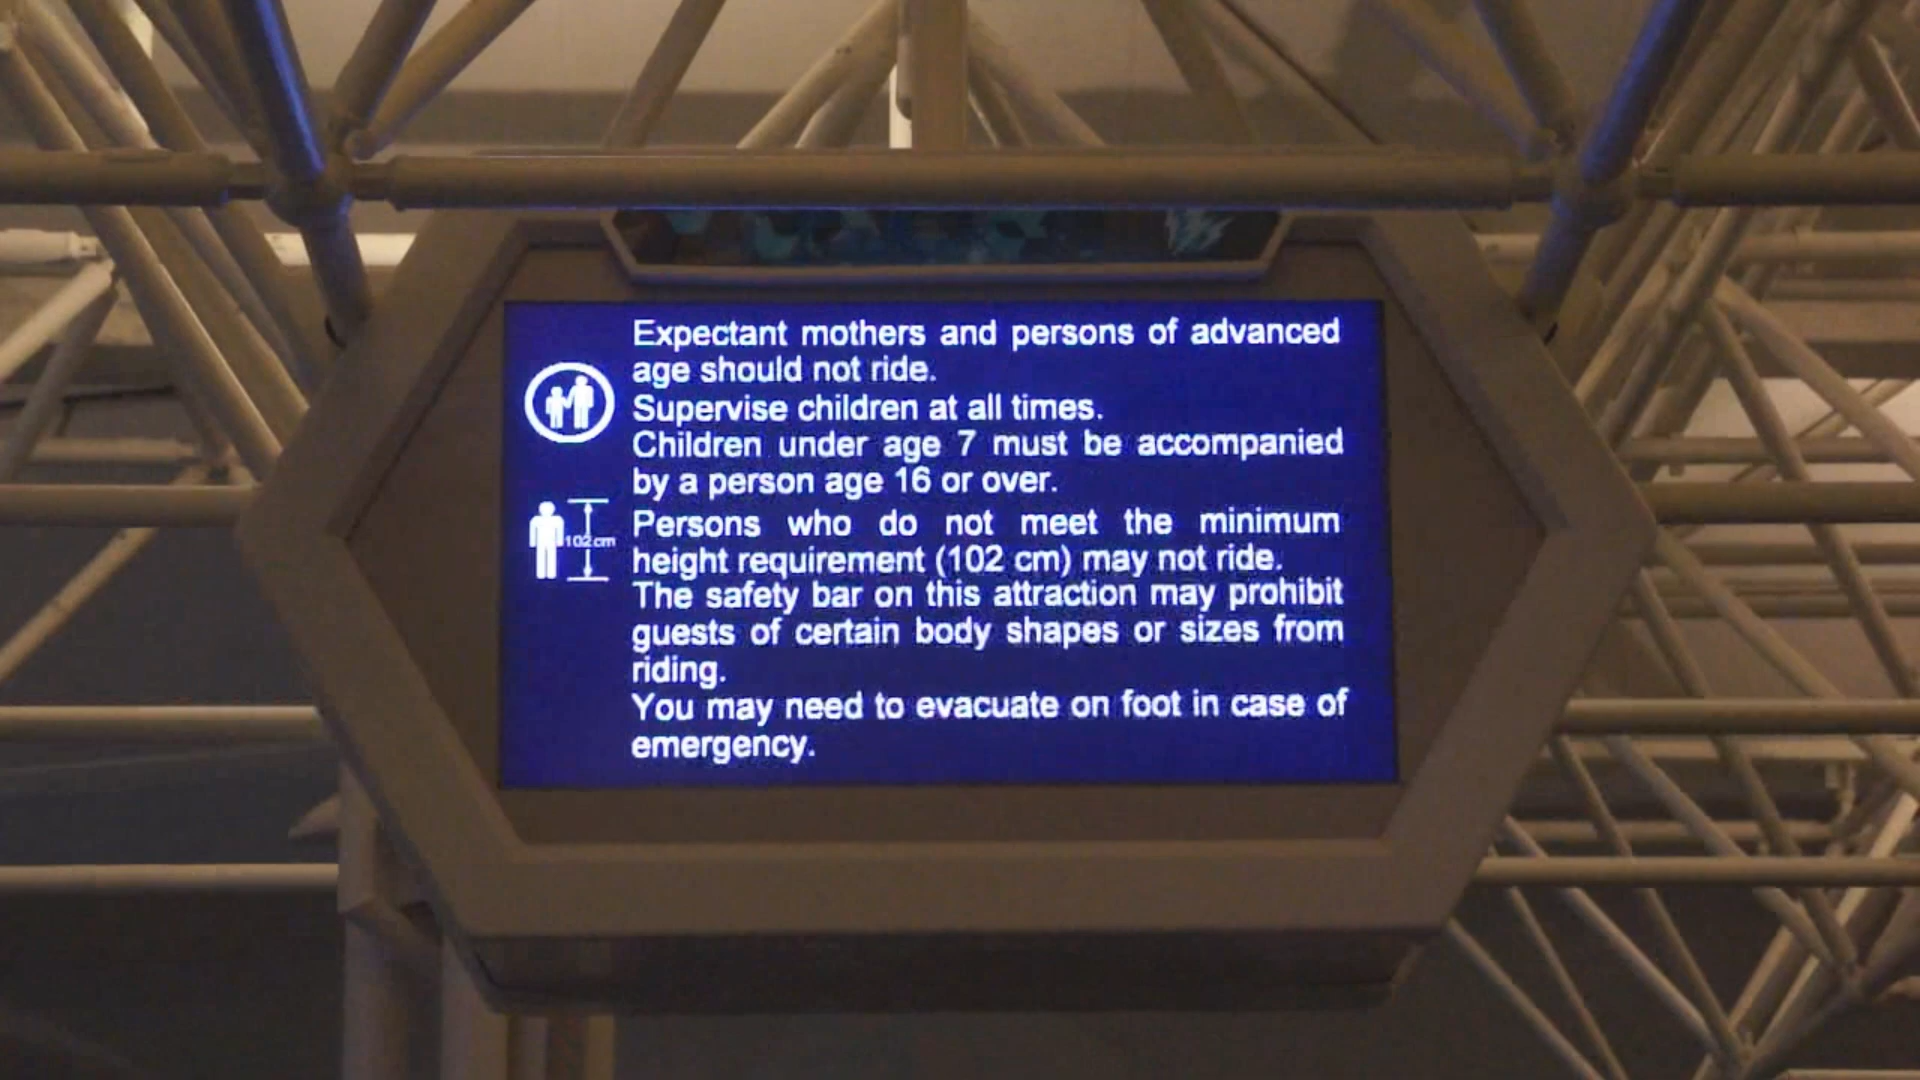 Expectant mothers and persons of advanced
age should not ride.
Supervise children at all times.
Children under age 7 must be accompanied
by a person age 16 or over.
102cm
Persons who do not meet the minimum
height requirement (102 cm) may not ride.
The safety bar on this attraction may prohibit
guests of certain body shapes or sizes from
riding.
You may need to evacuate on foot in case of
emergency.